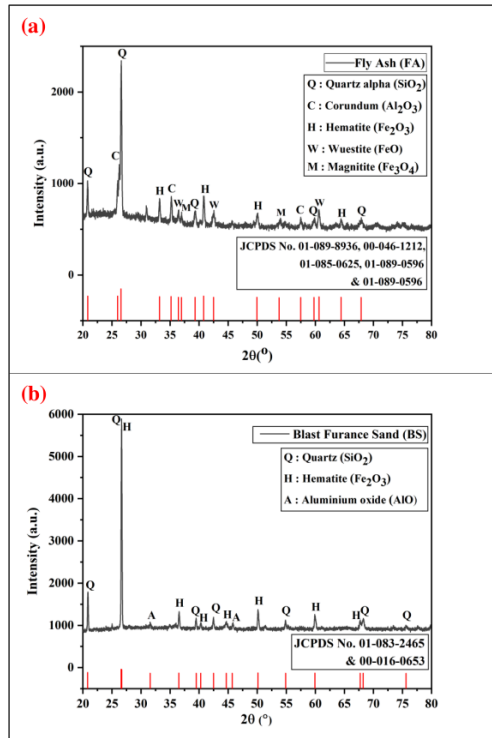 (a)
Q
Fly Ash (FA)
Q : Quartz alpha (SiO₂)
C : Corundum (Al₂O₃)
H : Hematite (Fe₂O₃)
W : Wuestite (FeO)
M : Magnitite (Fe₃O₄)
2000
Intensity (a.u.)
1000
0
Q C H C W M Q H W H M C Q W H Q
JCPDS No. 01-089-8936, 00-046-1212,
01-085-0625, 01-089-0596
& 01-089-0596
20 25 30 35 40 45 50 55 60 65 70 75 80
2θ(°)
(b)
6000
5000
4000
3000
2000
1000
0
Intensity (a.u.)
Q H
Blast Furance Sand (BS)
Q : Quartz (SiO₂)
H : Hematite (Fe₂O₃)
A : Aluminium oxide (AlO)
Q A H Q H Q H A H Q H H Q Q
JCPDS No. 01-083-2465
& 00-016-0653
20 25 30 35 40 45 50 55 60 65 70 75 80
2θ (°)